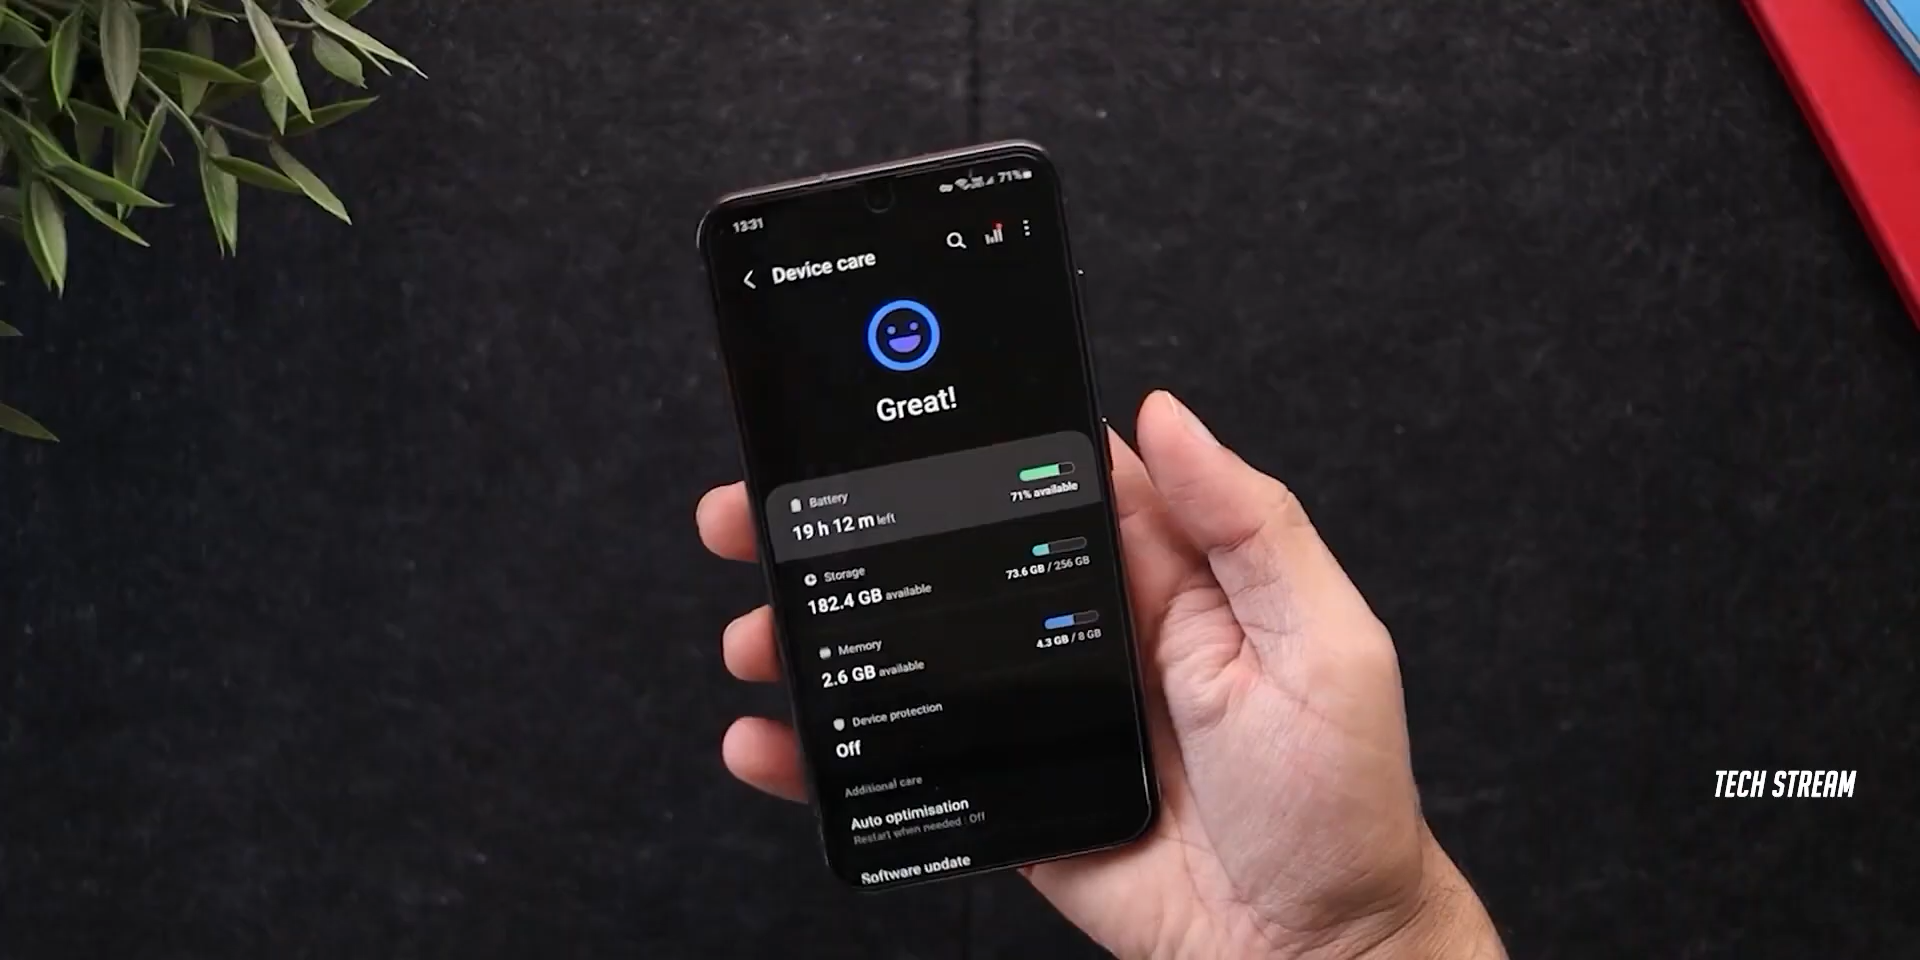 13:31
71%
Device care
Great!
Battery
19 h 12 m left
71% available
Storage
182.4 GB available
73.6 GB / 256 GB
Memory
2.6 GB available
4.3 GB / 8 GB
Device protection
Off
Additional care
Auto optimisation
Restart when needed : Off
Software update
TECH STREAM